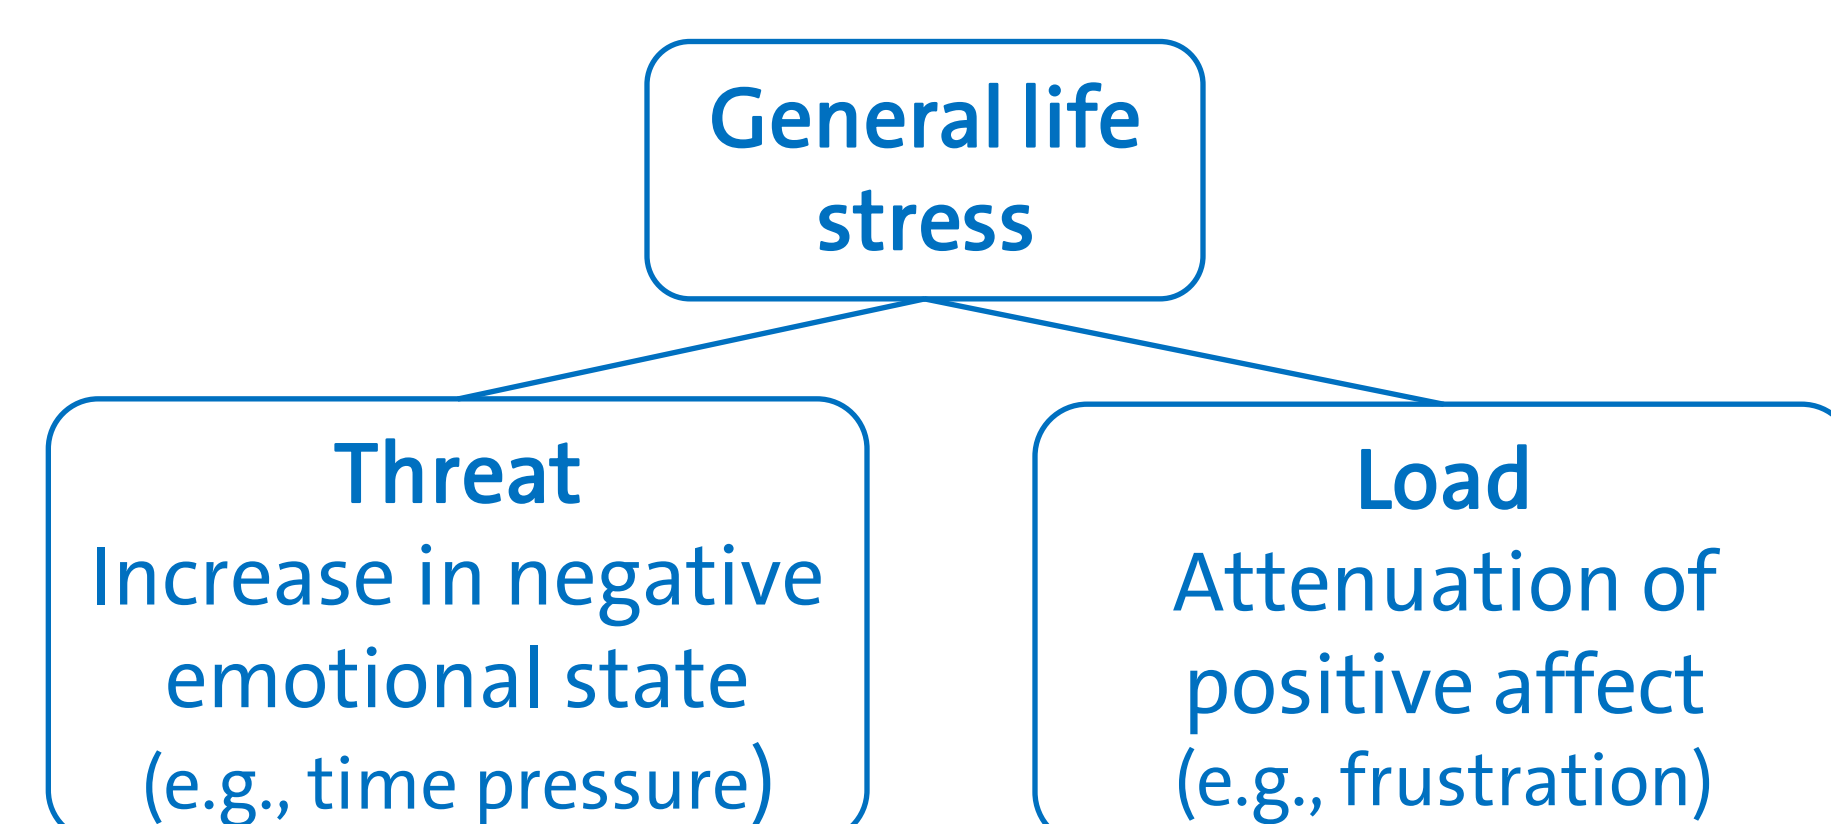 General life
stress
Threat
Increase in negative
emotional state
(e.g., time pressure)
Load
Attenuation of
positive affect
(e.g., frustration)